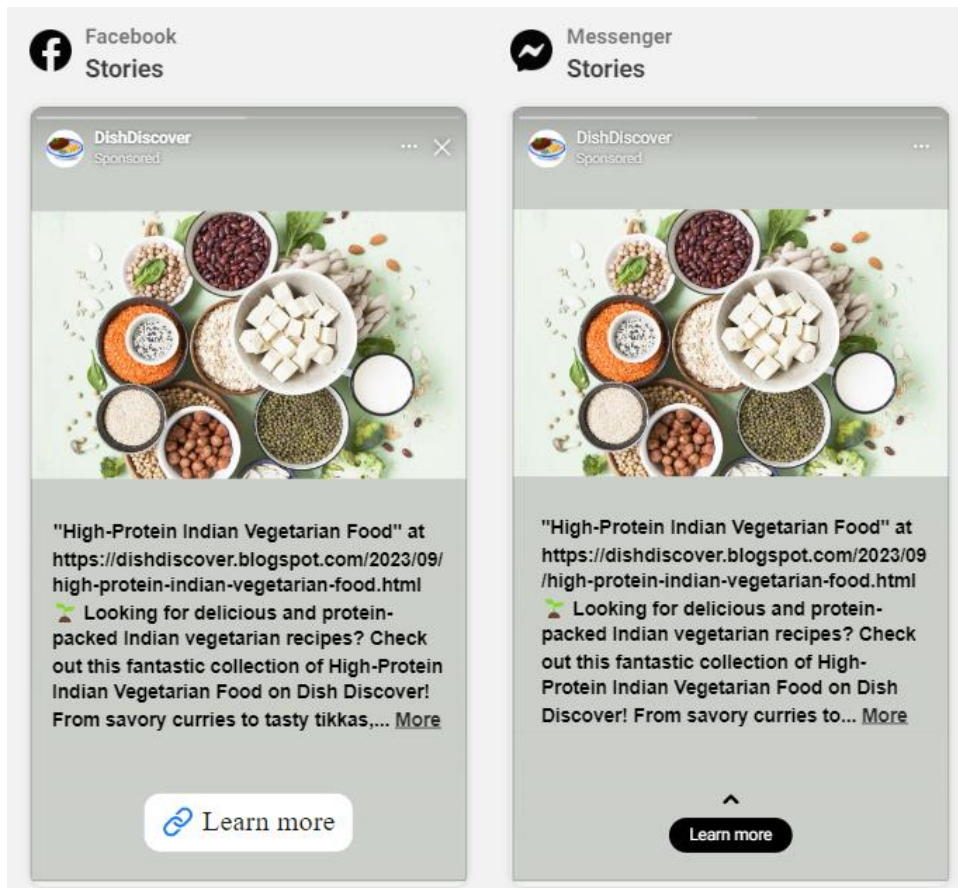 Facebook
Stories
DishDiscover
Sponsored
"High-Protein Indian Vegetarian Food" at
https://dishdiscover.blogspot.com/2023/09/
high-protein-indian-vegetarian-food.html
🌱 Looking for delicious and protein-
packed Indian vegetarian recipes? Check
out this fantastic collection of High-Protein
Indian Vegetarian Food on Dish Discover!
From savory curries to tasty tikkas,... More
Learn more
Messenger
Stories
DishDiscover
Sponsored
"High-Protein Indian Vegetarian Food" at
https://dishdiscover.blogspot.com/2023/09
/high-protein-indian-vegetarian-food.html
🌱 Looking for delicious and protein-
packed Indian vegetarian recipes? Check
out this fantastic collection of High-
Protein Indian Vegetarian Food on Dish
Discover! From savory curries to... More
Learn more